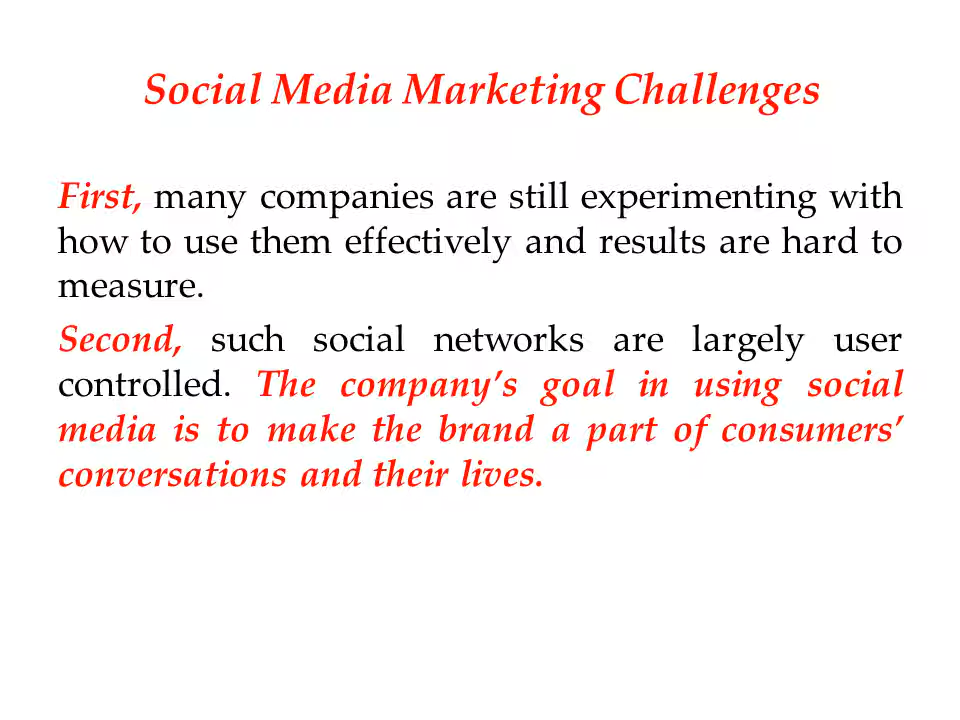 Social Media Marketing Challenges
First, many companies are still experimenting with
how to use them effectively and results are hard to
measure.
Second, such social networks are largely user
controlled. The company’s goal in using social
media is to make the brand a part of consumers’
conversations and their lives.